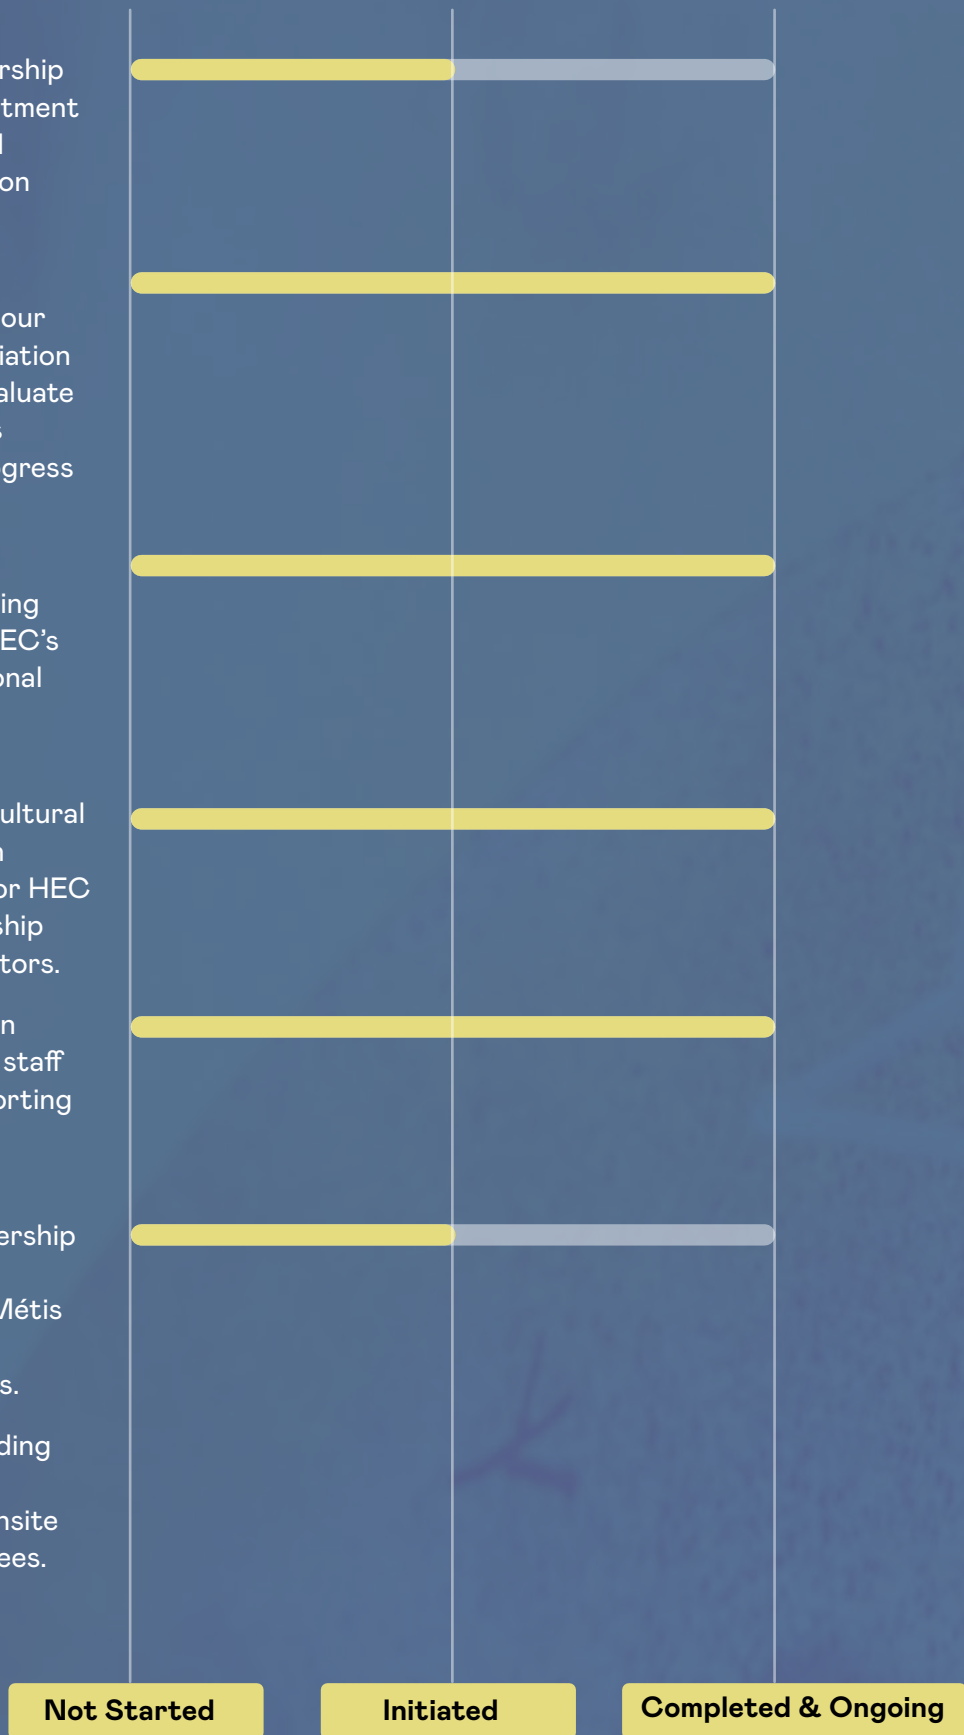 rship
tment
l
on
our
iation
aluate
s
gress
ing
EC's
onal
ultural
n
or HEC
ship
tors.
n
staff
orting
ership
Métis
s.
ding
nsite
ees.
Not Started
Initiated
Completed & Ongoing